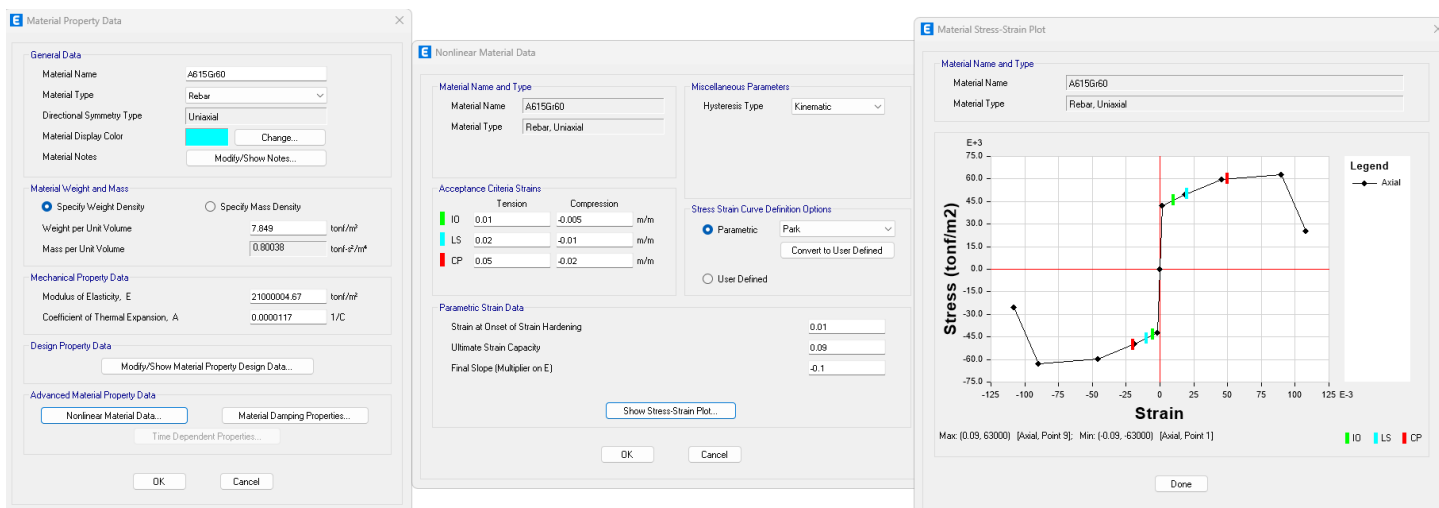 E Material Property Data
General Data
Material Name A615Gr60
Material Type Rebar
Directional Symmetry Type Uniaxial
Material Display Color Change...
Material Notes Modify/Show Notes...
Material Weight and Mass
Specify Weight Density Specify Mass Density
Weight per Unit Volume 7.849 tonf/m³
Mass per Unit Volume 0.80038 tonf-s²/m⁴
Mechanical Property Data
Modulus of Elasticity, E 21000004.67 tonf/m²
Coefficient of Thermal Expansion, A 0.0000117 1/C
Design Property Data
Modify/Show Material Property Design Data...
Advanced Material Property Data
Nonlinear Material Data... Material Damping Properties...
Time Dependent Properties...
OK Cancel
E Nonlinear Material Data
Material Name and Type
Material Name A615Gr60
Material Type Rebar, Uniaxial
Miscellaneous Parameters
Hysteresis Type Kinematic
Acceptance Criteria Strains
Tension Compression
IO 0.01 -0.005 m/m
LS 0.02 -0.01 m/m
CP 0.05 -0.02 m/m
Stress Strain Curve Definition Options
Parametric Park
Convert to User Defined
User Defined
Parametric Strain Data
Strain at Onset of Strain Hardening 0.01
Ultimate Strain Capacity 0.09
Final Slope (Multiplier on E) -0.1
Show Stress-Strain Plot...
OK Cancel
E Material Stress-Strain Plot
Material Name and Type
Material Name A615Gr60
Material Type Rebar, Uniaxial
E+3
75.0
60.0
45.0
30.0
15.0
0.0
-15.0
-30.0
-45.0
-60.0
-75.0
Stress (tonf/m2)
-125 -100 -75 -50 -25 0 25 50 75 100 125 E-3
Strain
Legend
Axial
Max: (0.09, 63000) [Axial, Point 9]; Min: (-0.09, -63000) [Axial, Point 1]
IO LS CP
Done